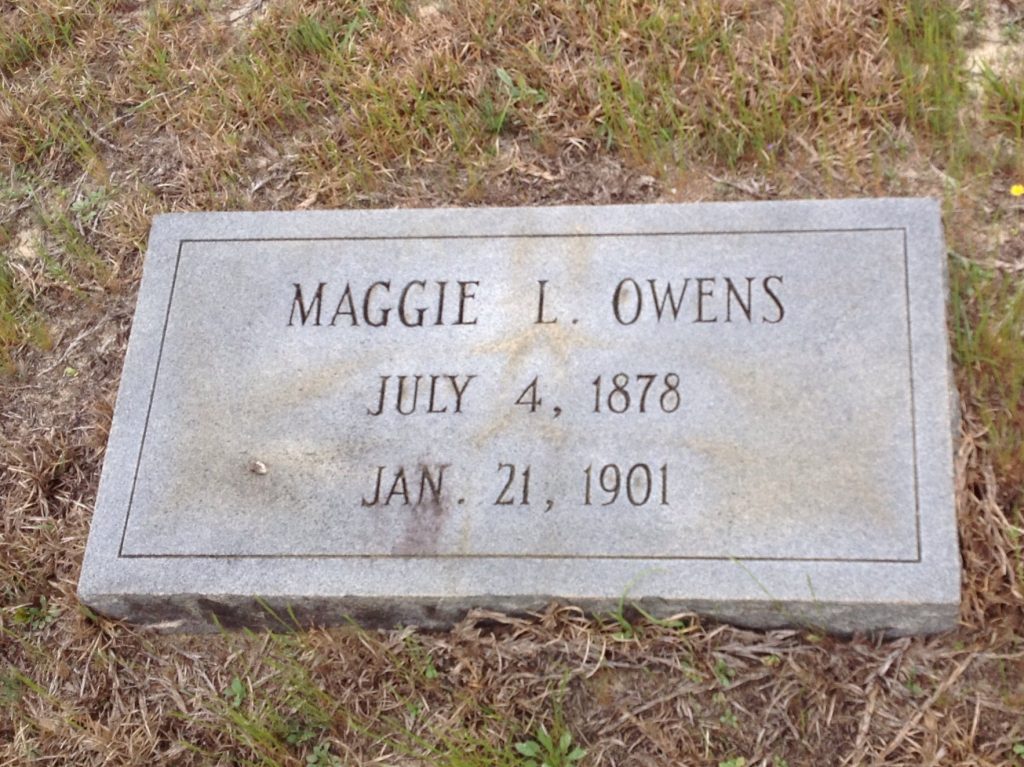 MAGGIE L. OWENS
JULY 4, 1878
JAN. 21, 1901